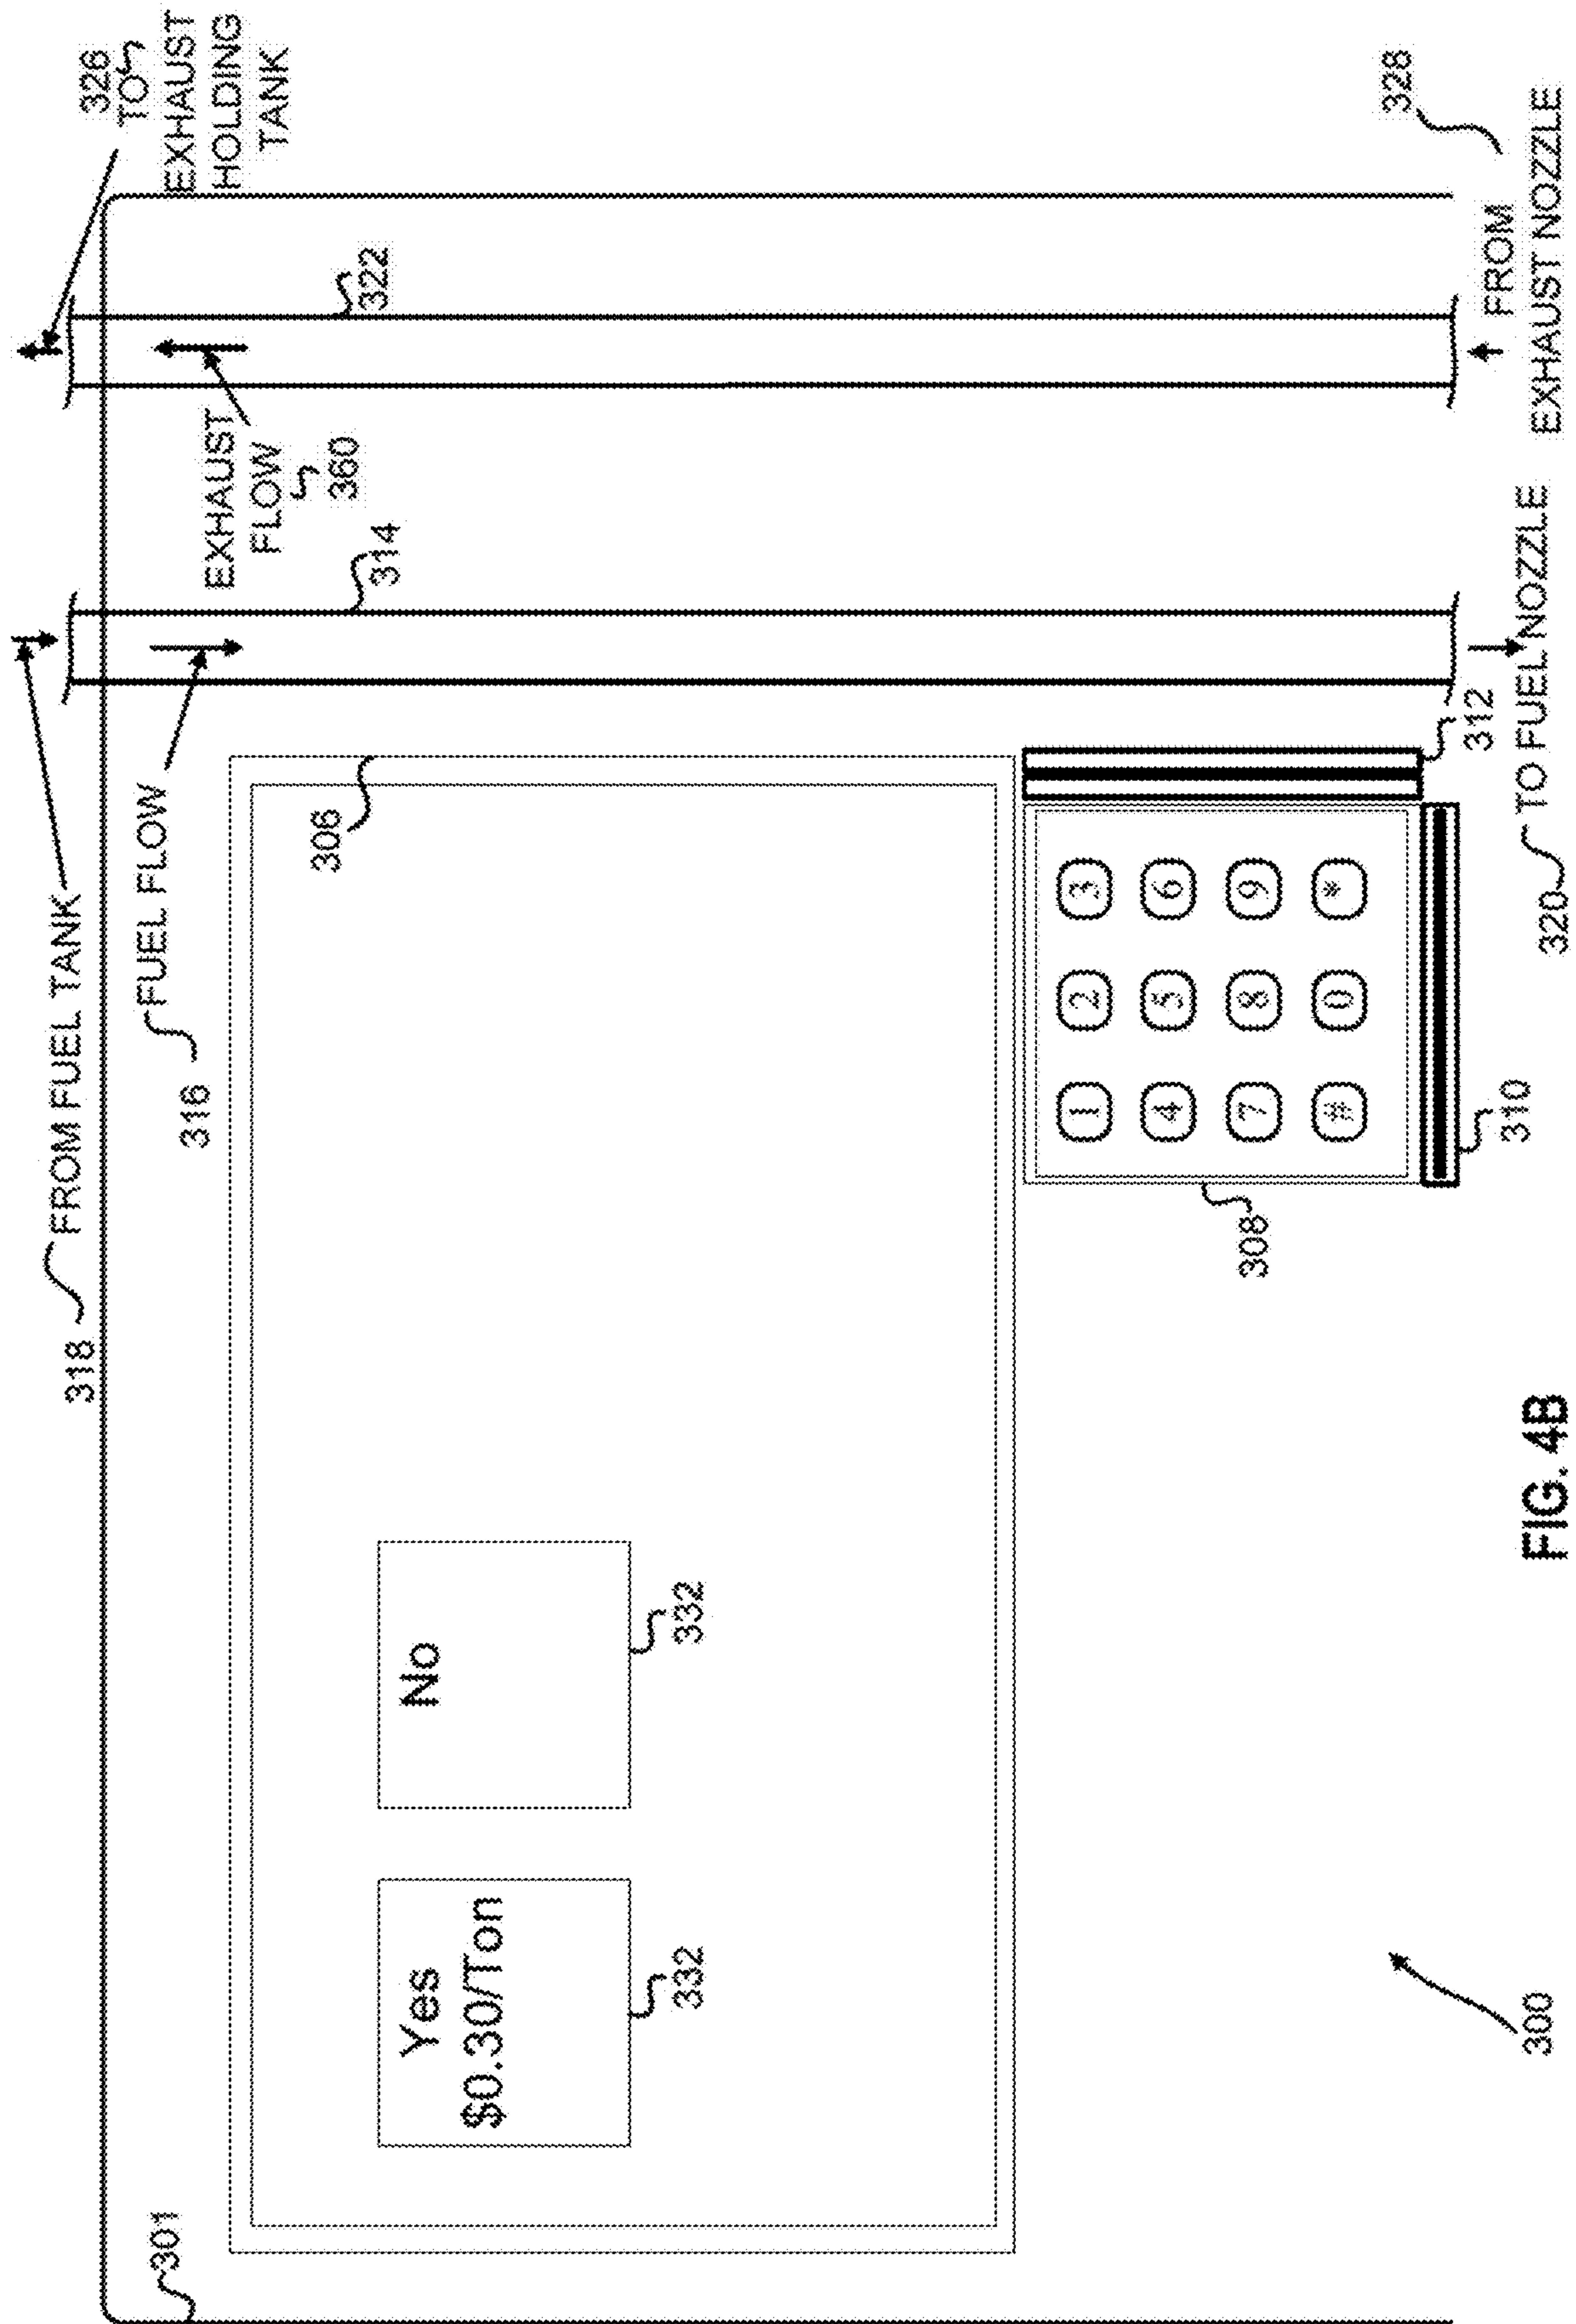 FROM FUEL TANK
318
326
TO
EXHAUST
HOLDING
TANK
301
FUEL FLOW
316
EXHAUST
FLOW
360
306
314
322
Yes
$0.30/Ton
332
No
332
1 2 3
4 5 6
7 8 9
# 0 *
308
310
312
328
FROM
EXHAUST NOZZLE
TO FUEL NOZZLE
320
300
FIG. 4B